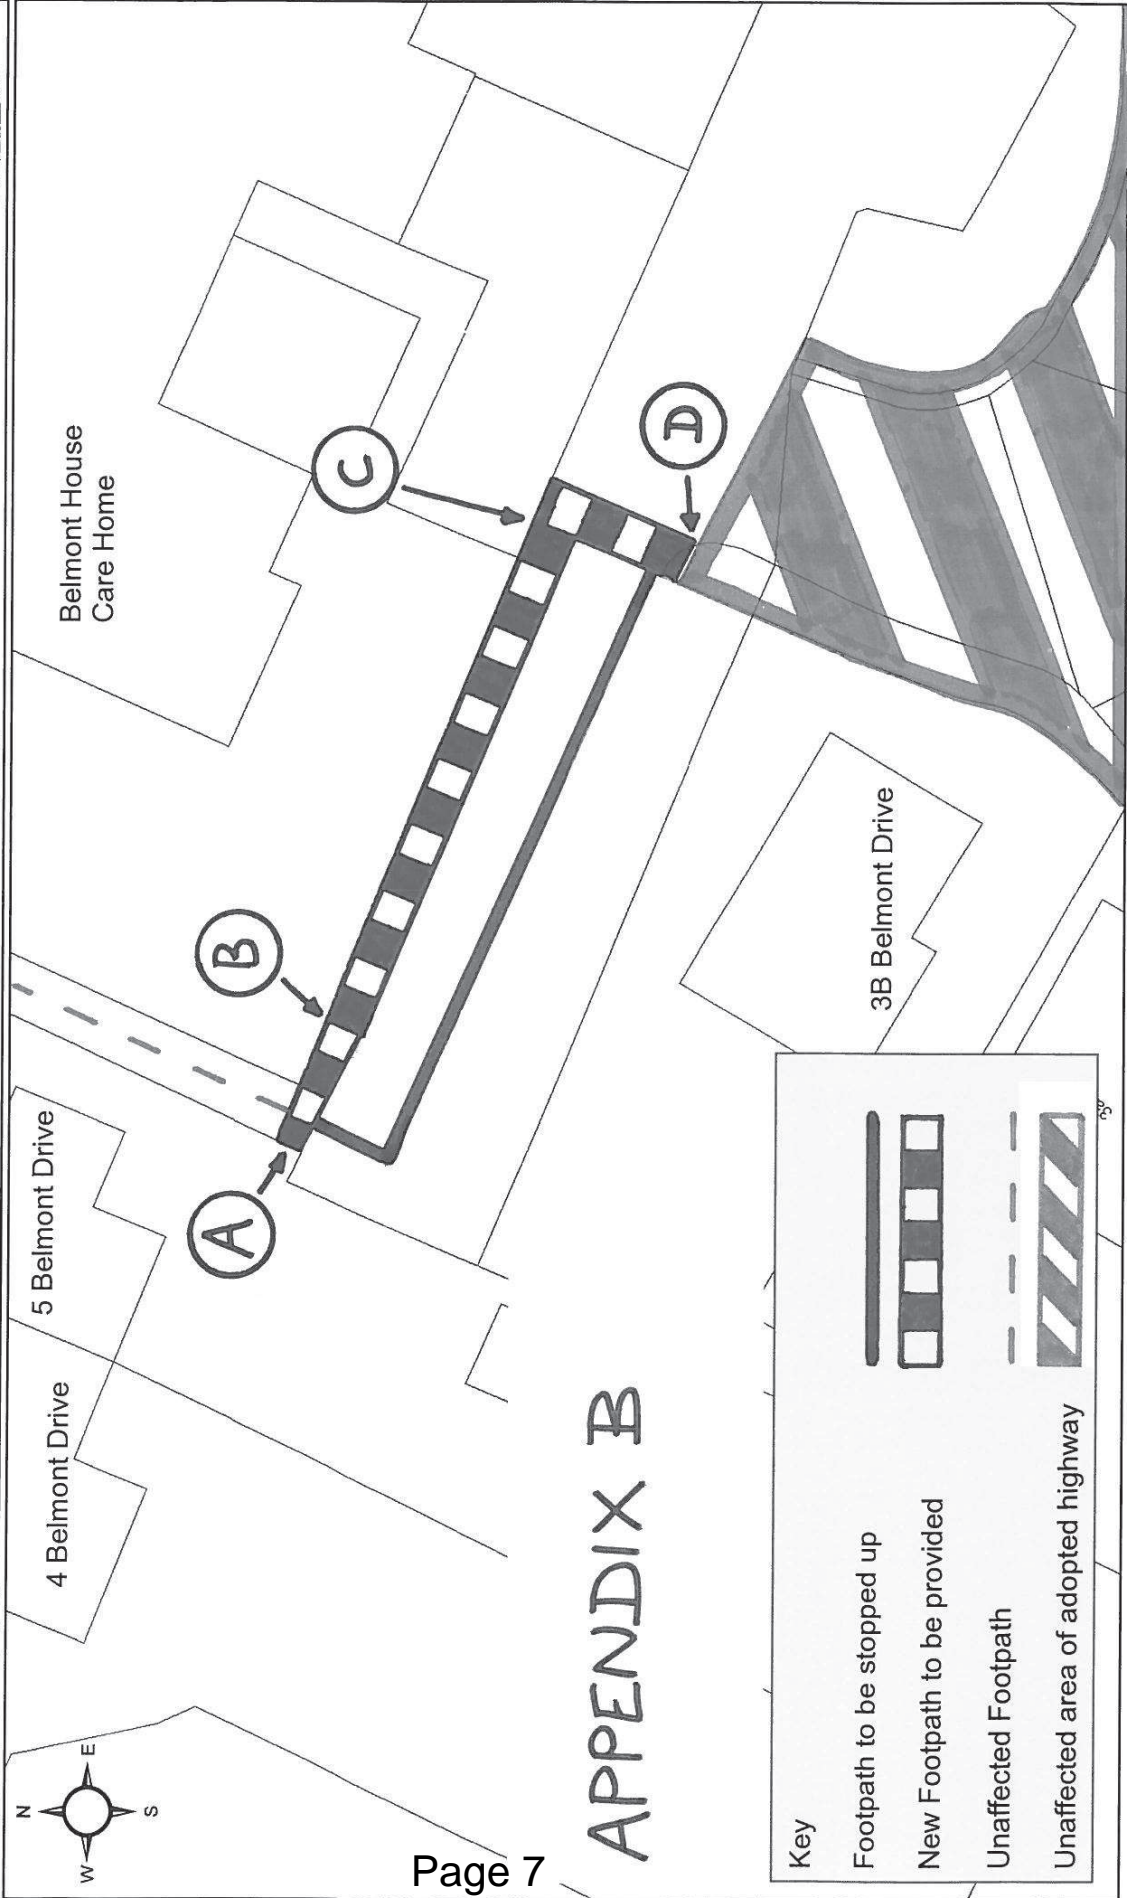 N
W
E
S
4 Belmont Drive
5 Belmont Drive
Belmont House
Care Home
A
B
C
D
3B Belmont Drive
APPENDIX B
Key
Footpath to be stopped up
New Footpath to be provided
Unaffected Footpath
Unaffected area of adopted highway
Page 7